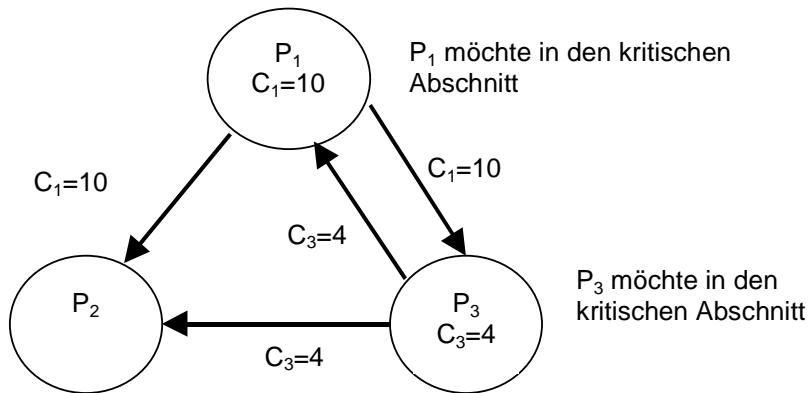 P₁
C₁=10
P₁ möchte in den kritischen
Abschnitt
C₁=10
C₁=10
C₃=4
P₂
P₃
C₃=4
P₃ möchte in den
kritischen Abschnitt
C₃=4